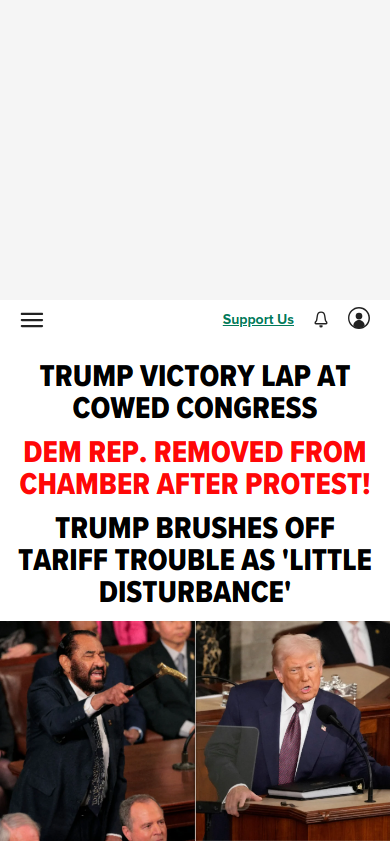 Support Us
TRUMP VICTORY LAP AT
COWED CONGRESS
DEM REP. REMOVED FROM
CHAMBER AFTER PROTEST!
TRUMP BRUSHES OFF
TARIFF TROUBLE AS 'LITTLE
DISTURBANCE'